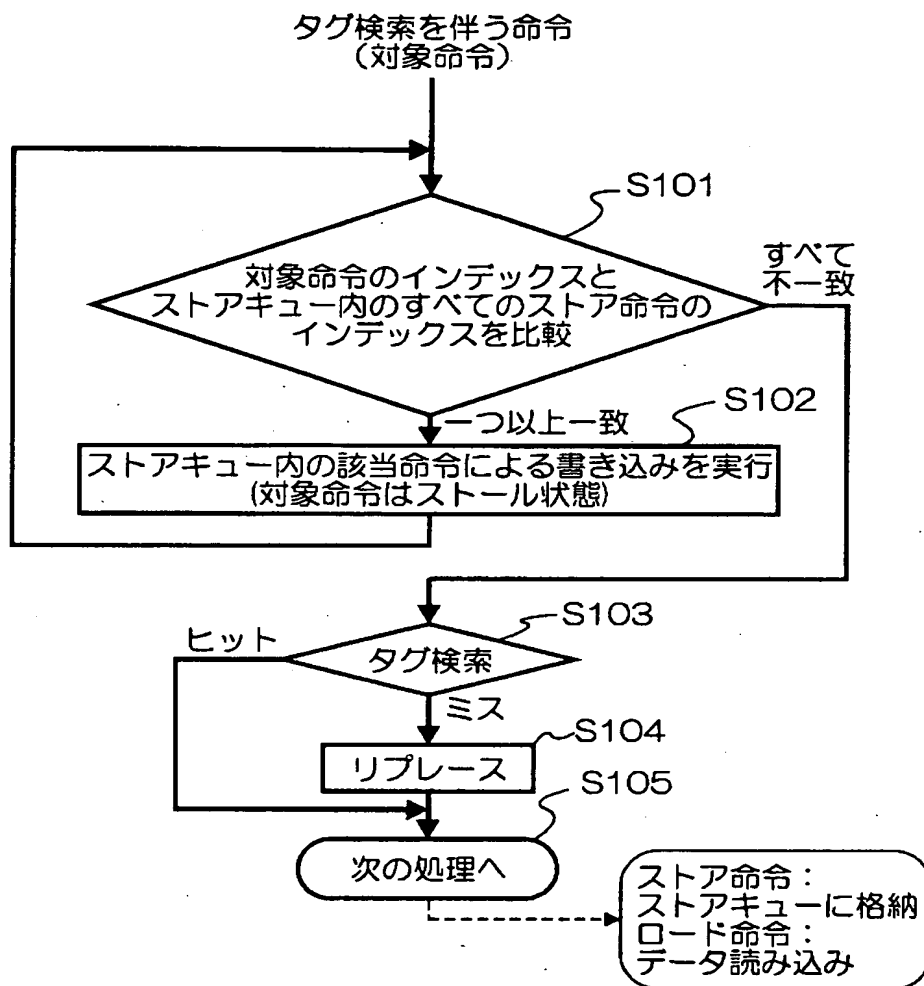 タグ検索を伴う命令
(対象命令)
S101
すべて
不一致
対象命令のインデックスと
ストアキュー内のすべてのストア命令の
インデックスを比較
S102
一つ以上一致
ストアキュー内の該当命令による書き込みを実行
(対象命令はストール状態)
S103
ヒット
タグ検索
ミス
S104
リプレース
S105
次の処理へ
ストア命令:
ストアキューに格納
ロード命令:
データ読み込み